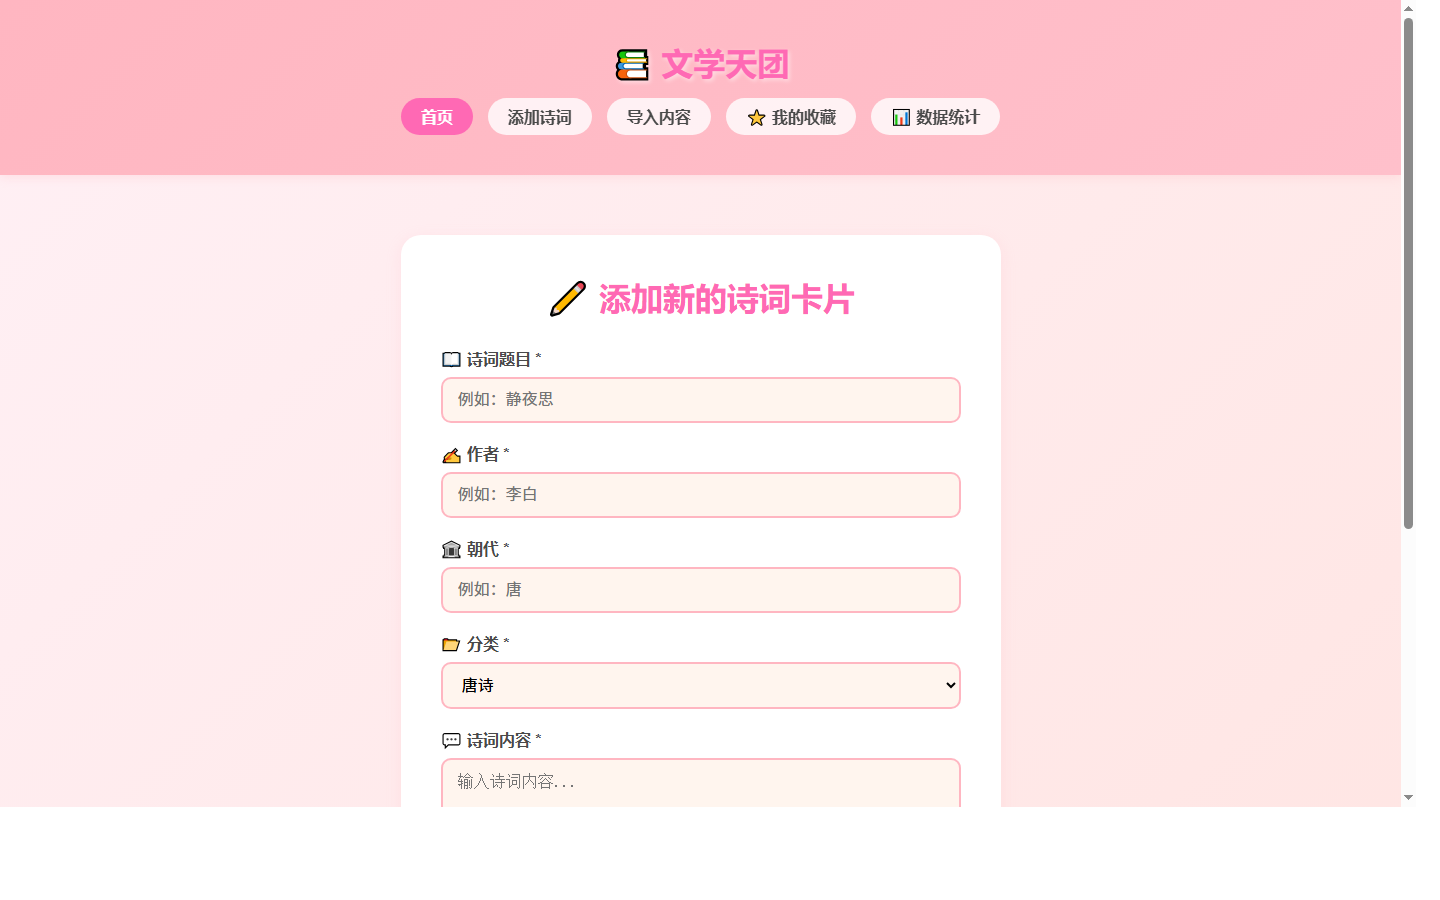 📚 文学天团
首页 添加诗词 导入内容 ⭐ 我的收藏 📊 数据统计
✏️ 添加新的诗词卡片
📖 诗词题目 *
例如：静夜思
✍️ 作者 *
例如：李白
🏛️ 朝代 *
例如：唐
📂 分类 *
唐诗
💬 诗词内容 *
输入诗词内容...